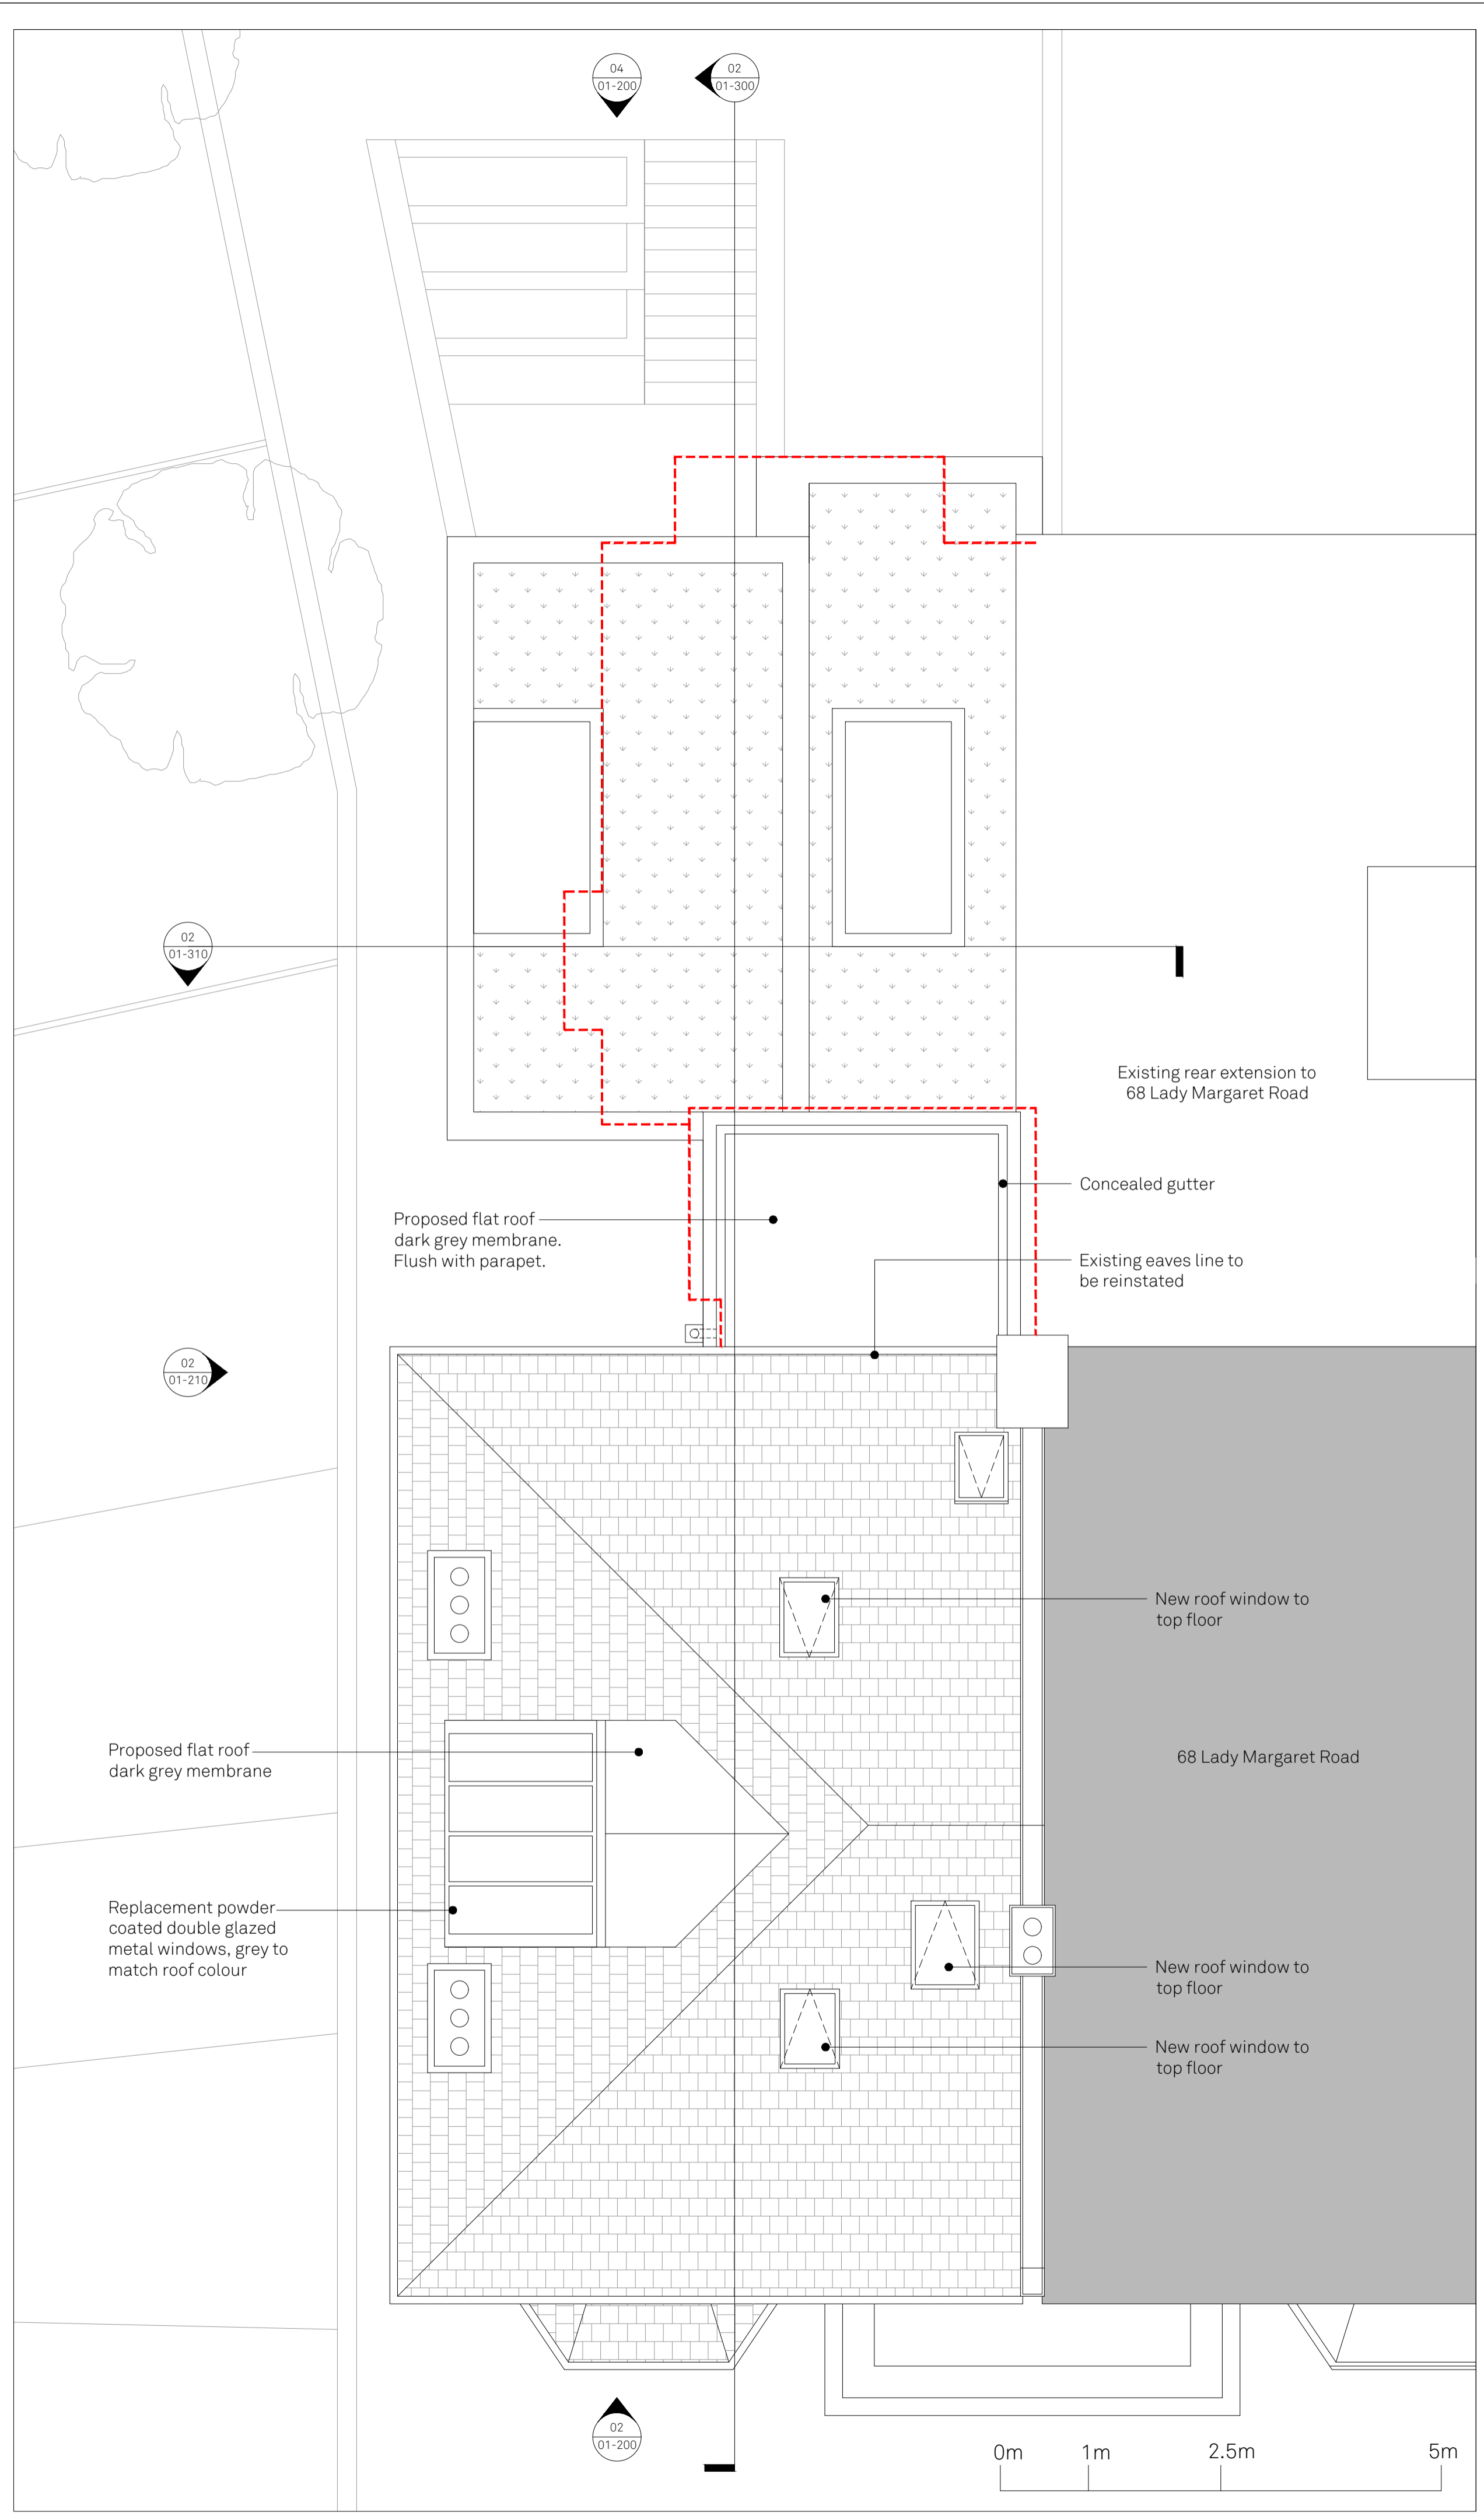 04
01-200
02
01-300
02
01-310
Existing rear extension to
68 Lady Margaret Road
Concealed gutter
Proposed flat roof
dark grey membrane.
Flush with parapet.
Existing eaves line to
be reinstated
02
01-210
New roof window to
top floor
Proposed flat roof
dark grey membrane
68 Lady Margaret Road
Replacement powder
coated double glazed
metal windows, grey to
match roof colour
New roof window to
top floor
New roof window to
top floor
02
01-200
0m
1m
2.5m
5m